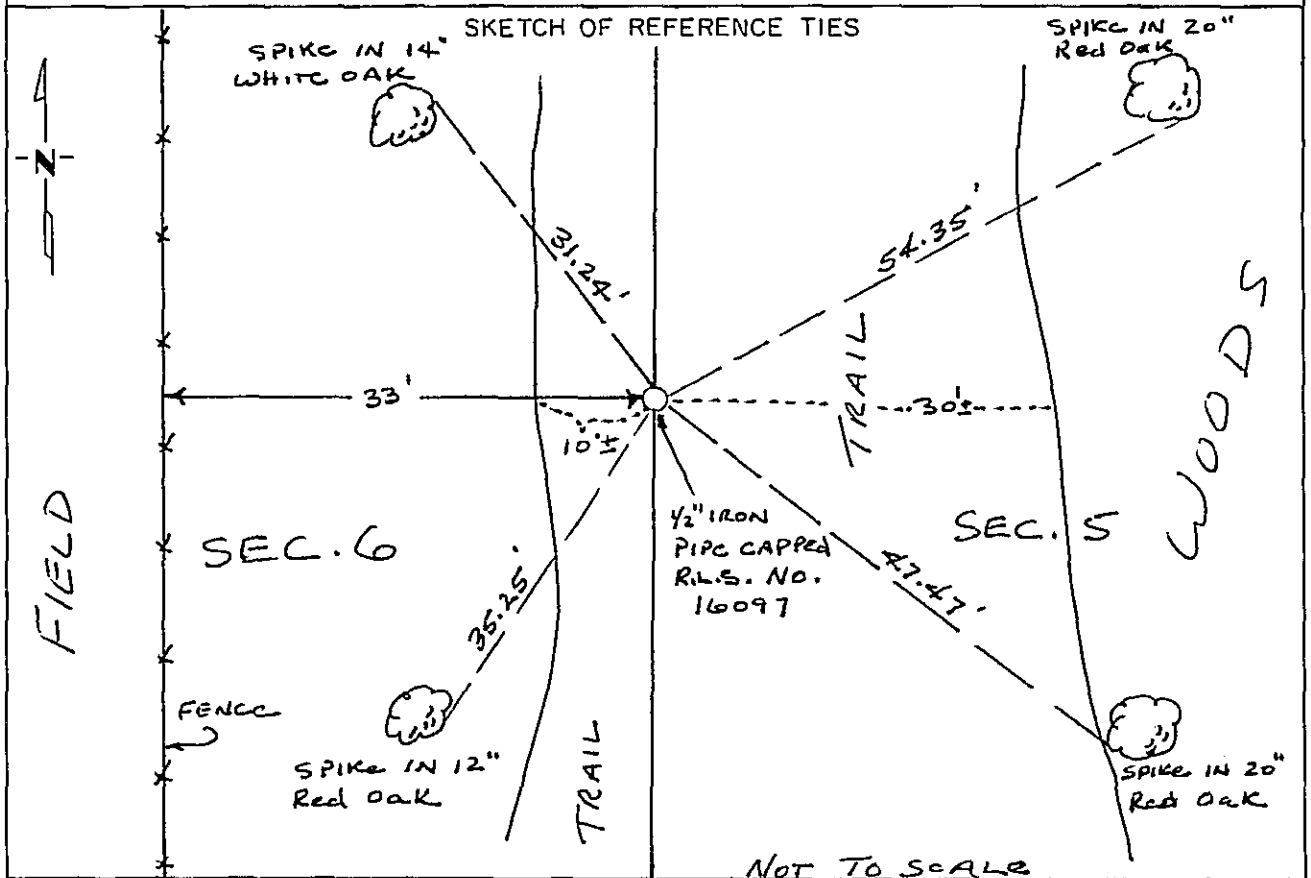 SKETCH OF REFERENCE TIES
SPIKE IN 14"
WHITE OAK
SPIKE IN 20"
Red Oak
N
31.24'
54.35'
WOODS
TRAIL
33'
10'±
30'±
1/2" IRON
PIPE CAPPED
R.L.S. NO.
16097
SEC. 6
SEC. 5
FIELD
35.25'
47.47'
FENCE
SPIKE IN 12"
Red Oak
TRAIL
SPIKE IN 20"
Red Oak
NOT TO SCALE